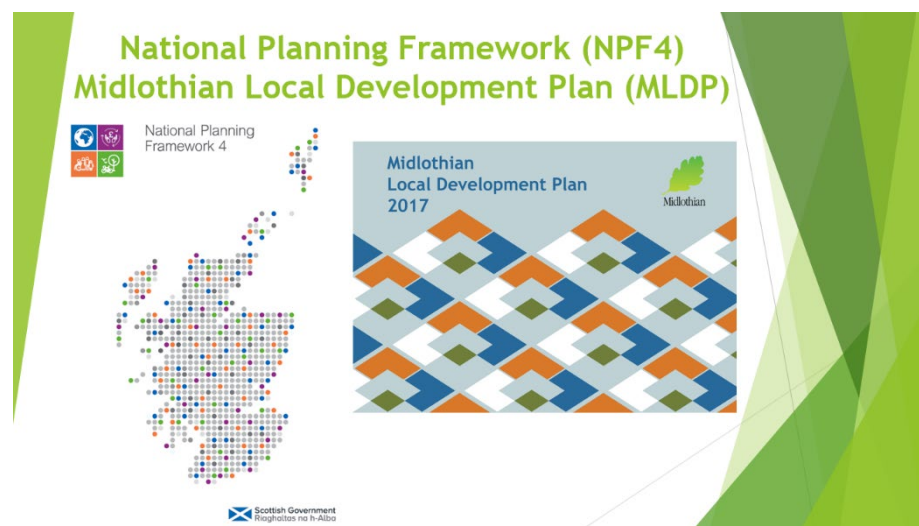 National Planning Framework (NPF4)
Midlothian Local Development Plan (MLDP)
National Planning
Framework 4
Midlothian
Local Development Plan
2017
Midlothian
Scottish Government
Riaghaltas na h-Alba